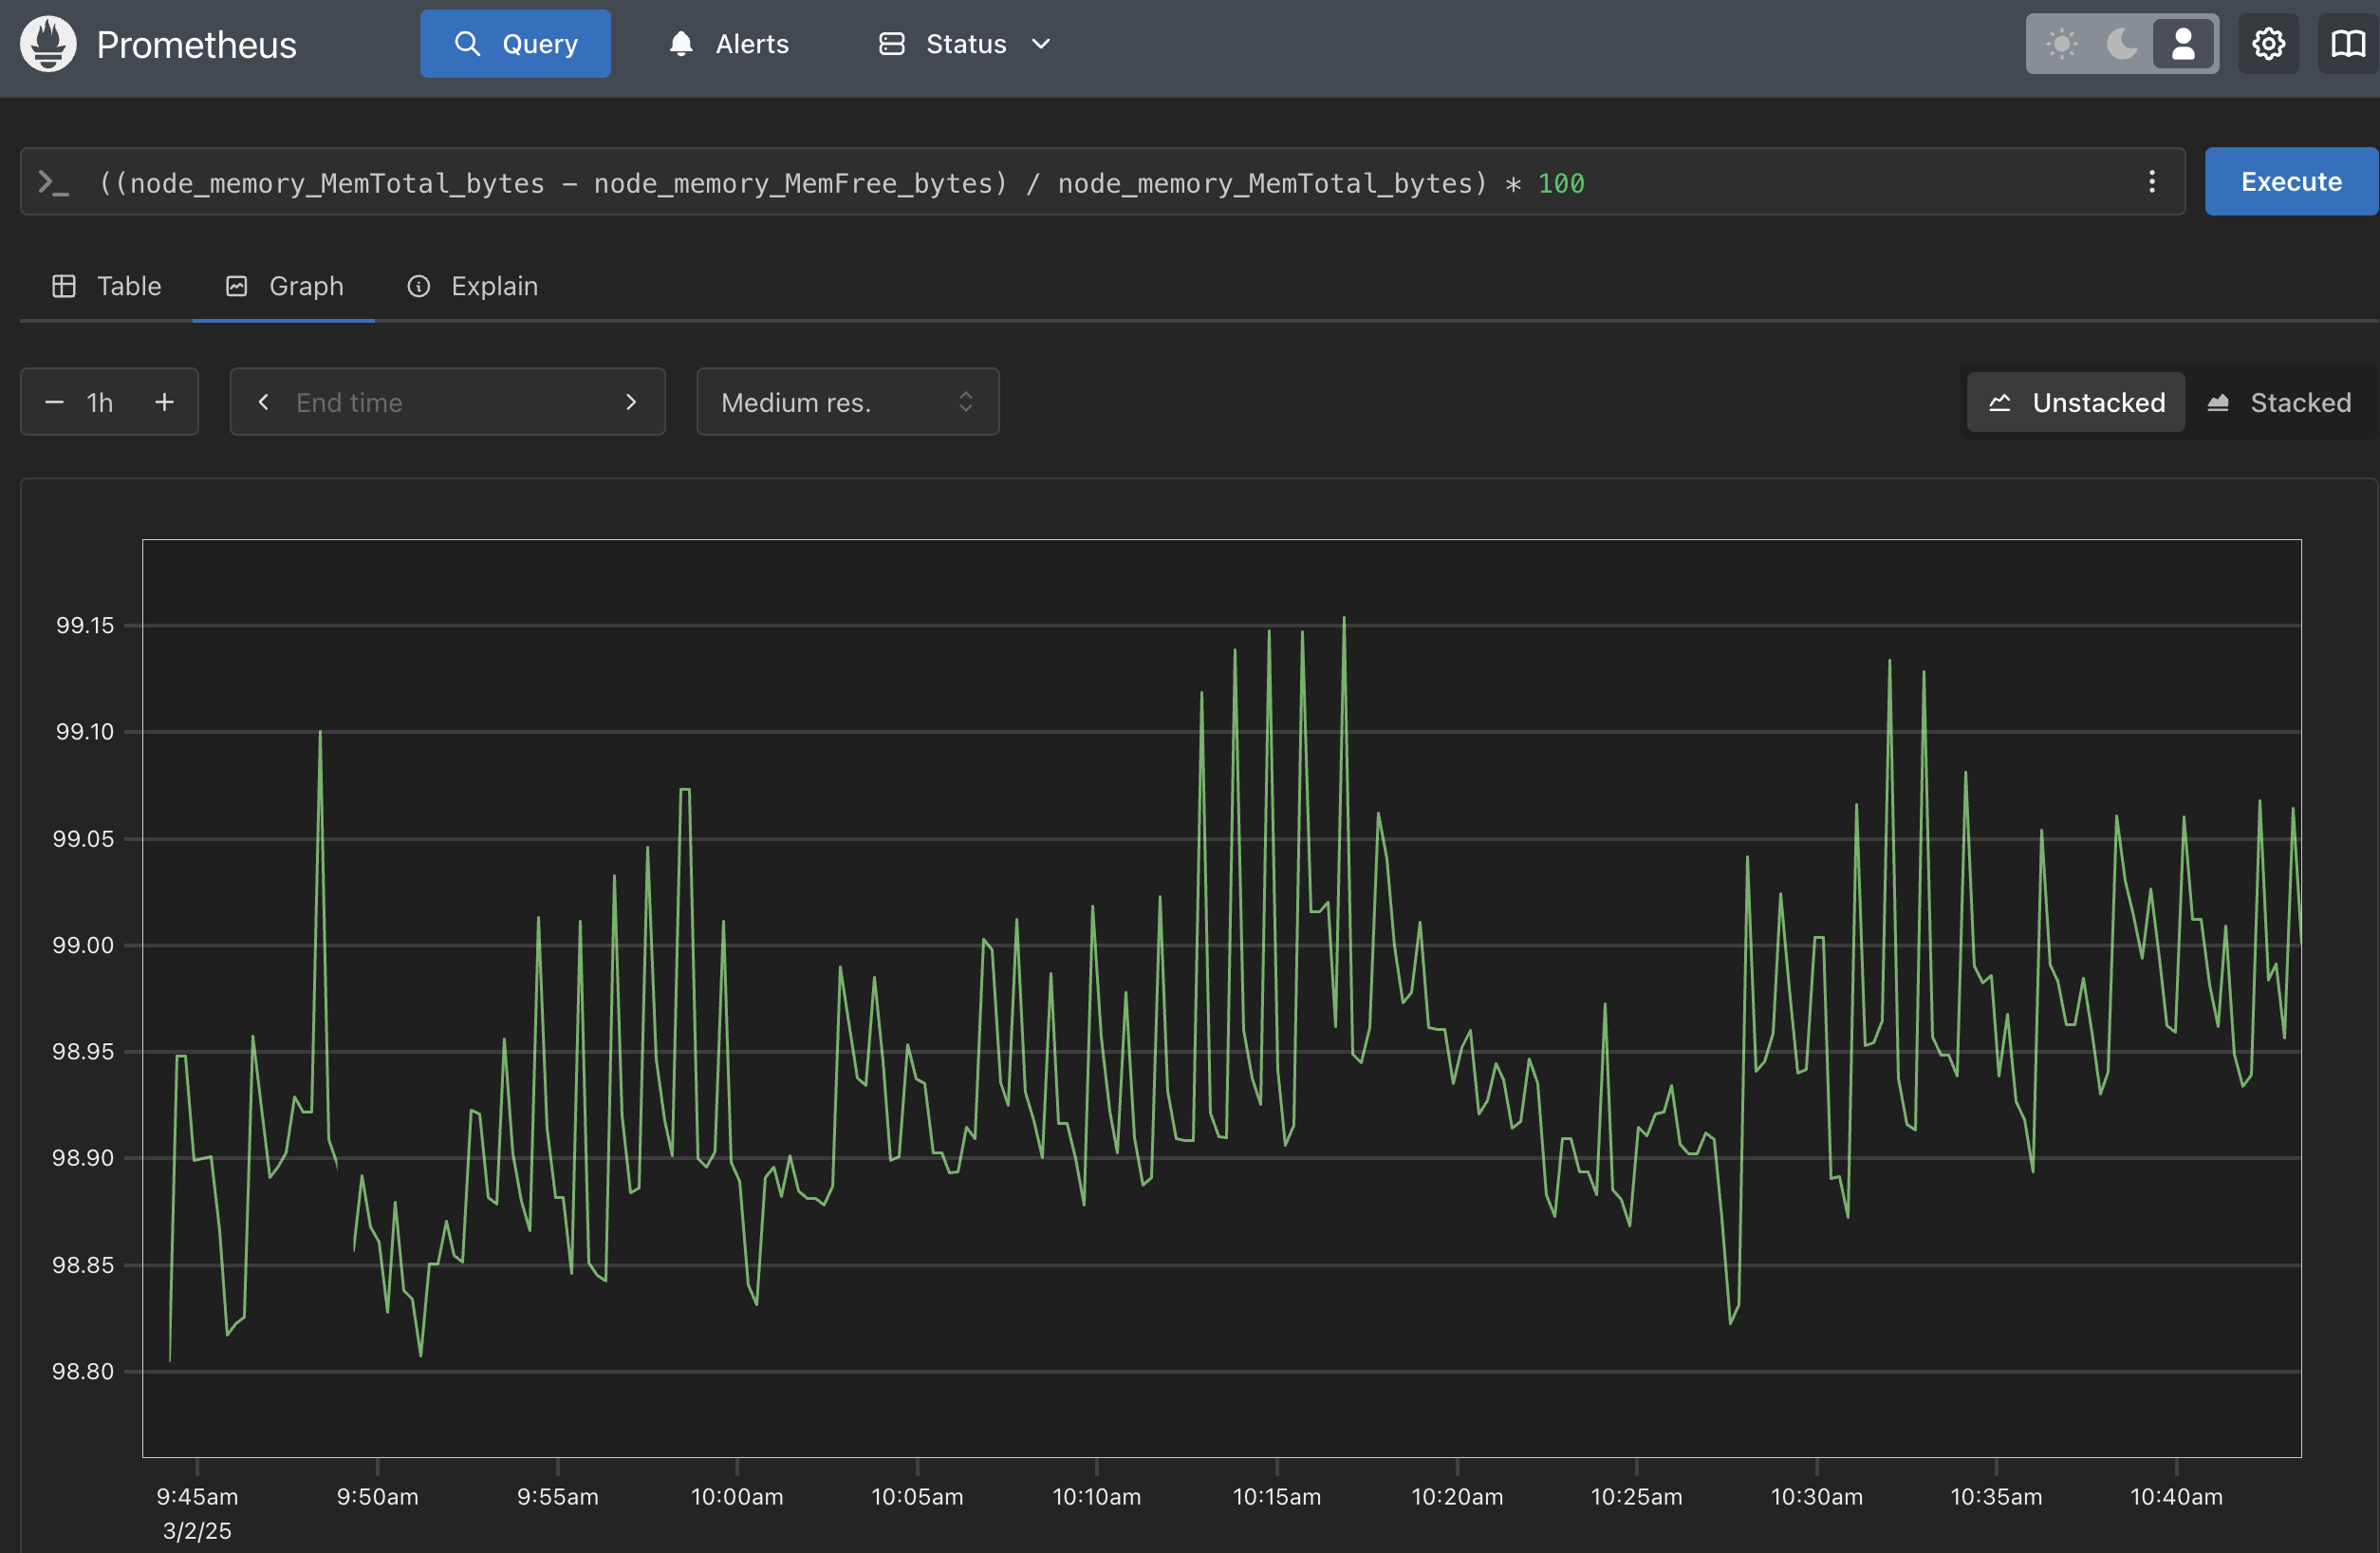 Prometheus
Query
Alerts
Status
((node_memory_MemTotal_bytes - node_memory_MemFree_bytes) / node_memory_MemTotal_bytes) * 100
Execute
Table
Graph
Explain
1h
End time
Medium res.
Unstacked
Stacked
99.15
99.10
99.05
99.00
98.95
98.90
98.85
98.80
9:45am 9:50am 9:55am 10:00am 10:05am 10:10am 10:15am 10:20am 10:25am 10:30am 10:35am 10:40am
3/2/25